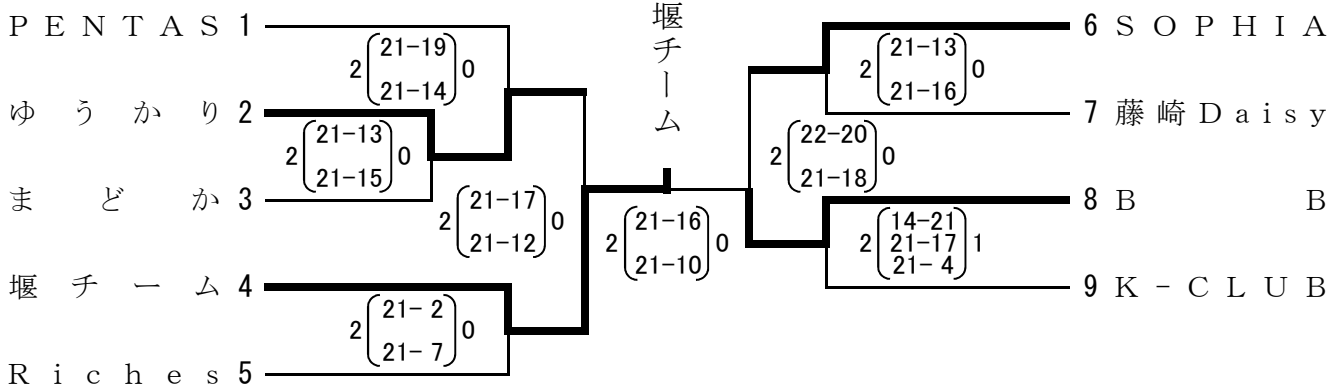 堰チーム
PENTAS 1
2 21-19 0
21-14
ゆうかり 2
2 21-13 0
21-15
まどか 3
2 21-17 0
21-12
堰チーム 4
2 21- 2 0
21- 7
Riches 5
2 21-16 0
21-10
6 SOPHIA
2 21-13 0
21-16
7 藤崎Daisy
2 22-20 0
21-18
8 BB
14-21
2 21-17 1
21- 4
9 K-CLUB